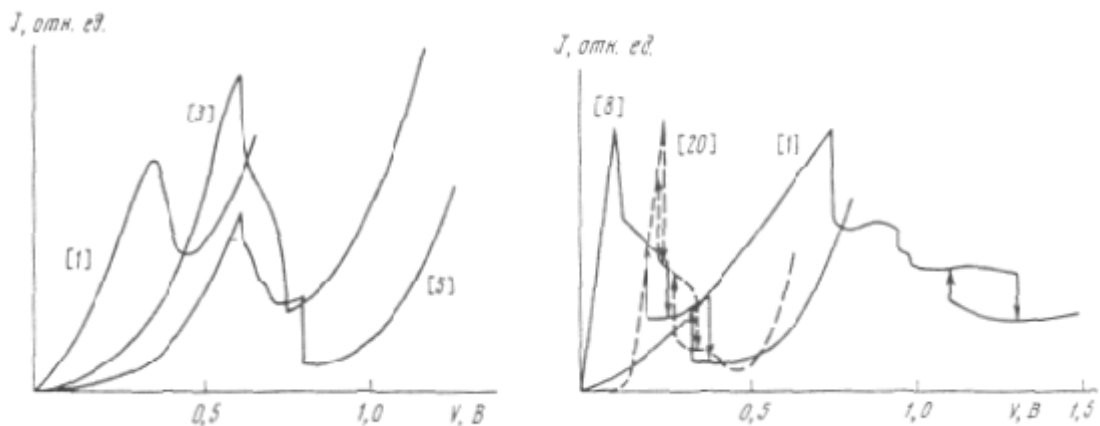 J, отн. ед.
[3]
[1]
[5]
0,5
1,0
V, В
J, отн. ед.
[8]
[20]
[1]
0,5
1,0
V, В
1,5